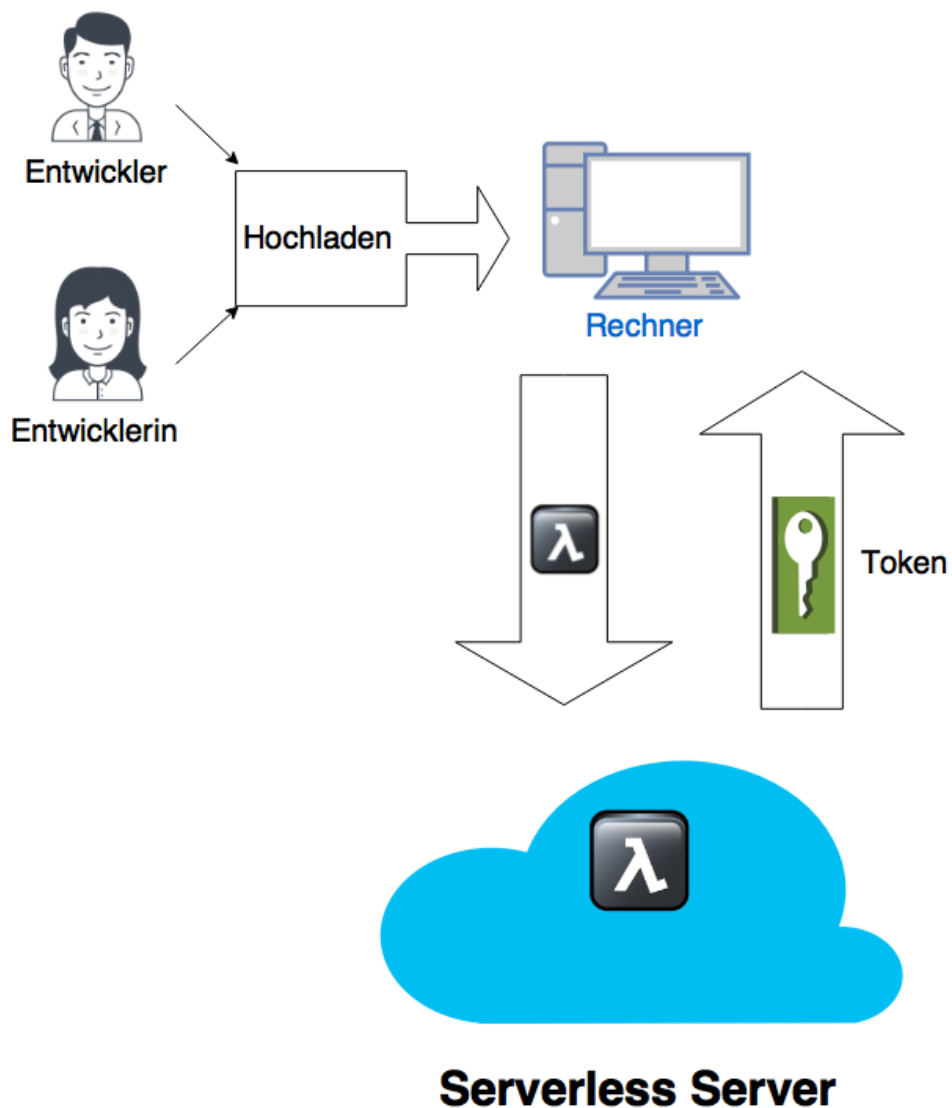 Entwickler
Hochladen
Rechner
Entwicklerin
λ
Token
λ
Serverless Server